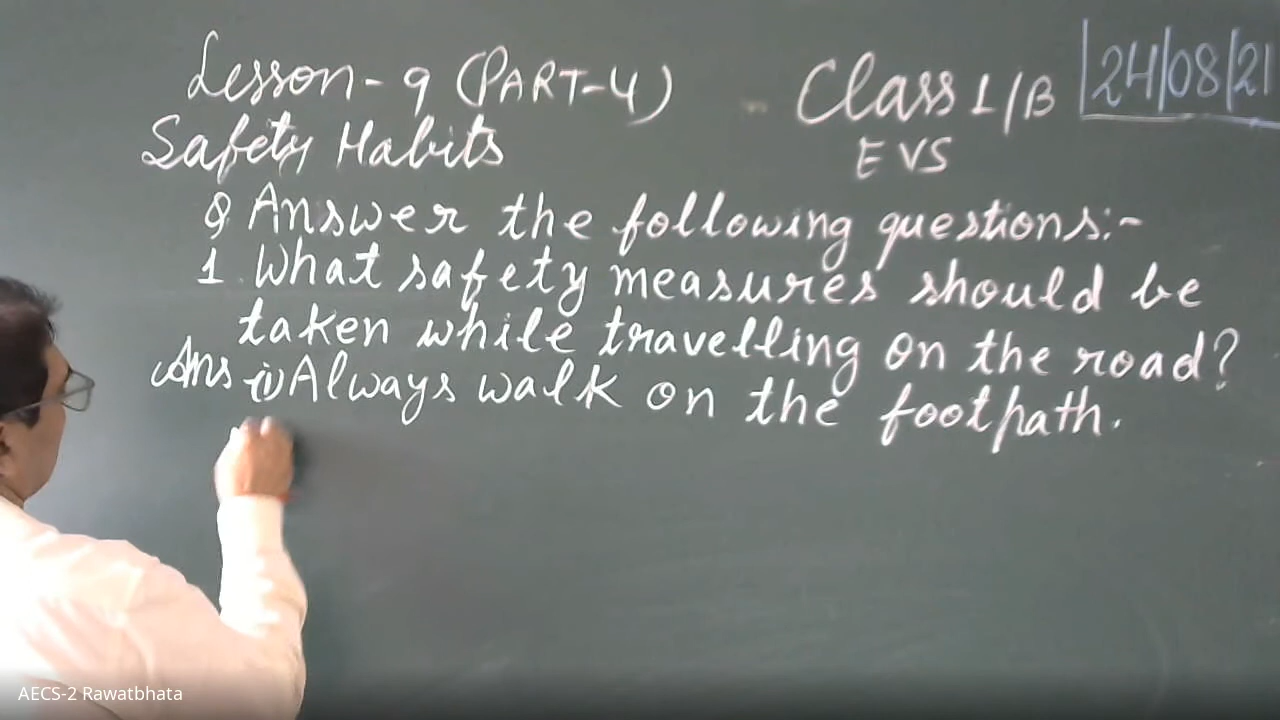 Lesson-9 (PART-4)
Class I/B
24/08/21
Safety Habits
EVS
Q Answer the following questions:-
1. What safety measures should be
taken while travelling on the road?
Ans (i) Always walk on the footpath.
AECS-2 Rawatbhata